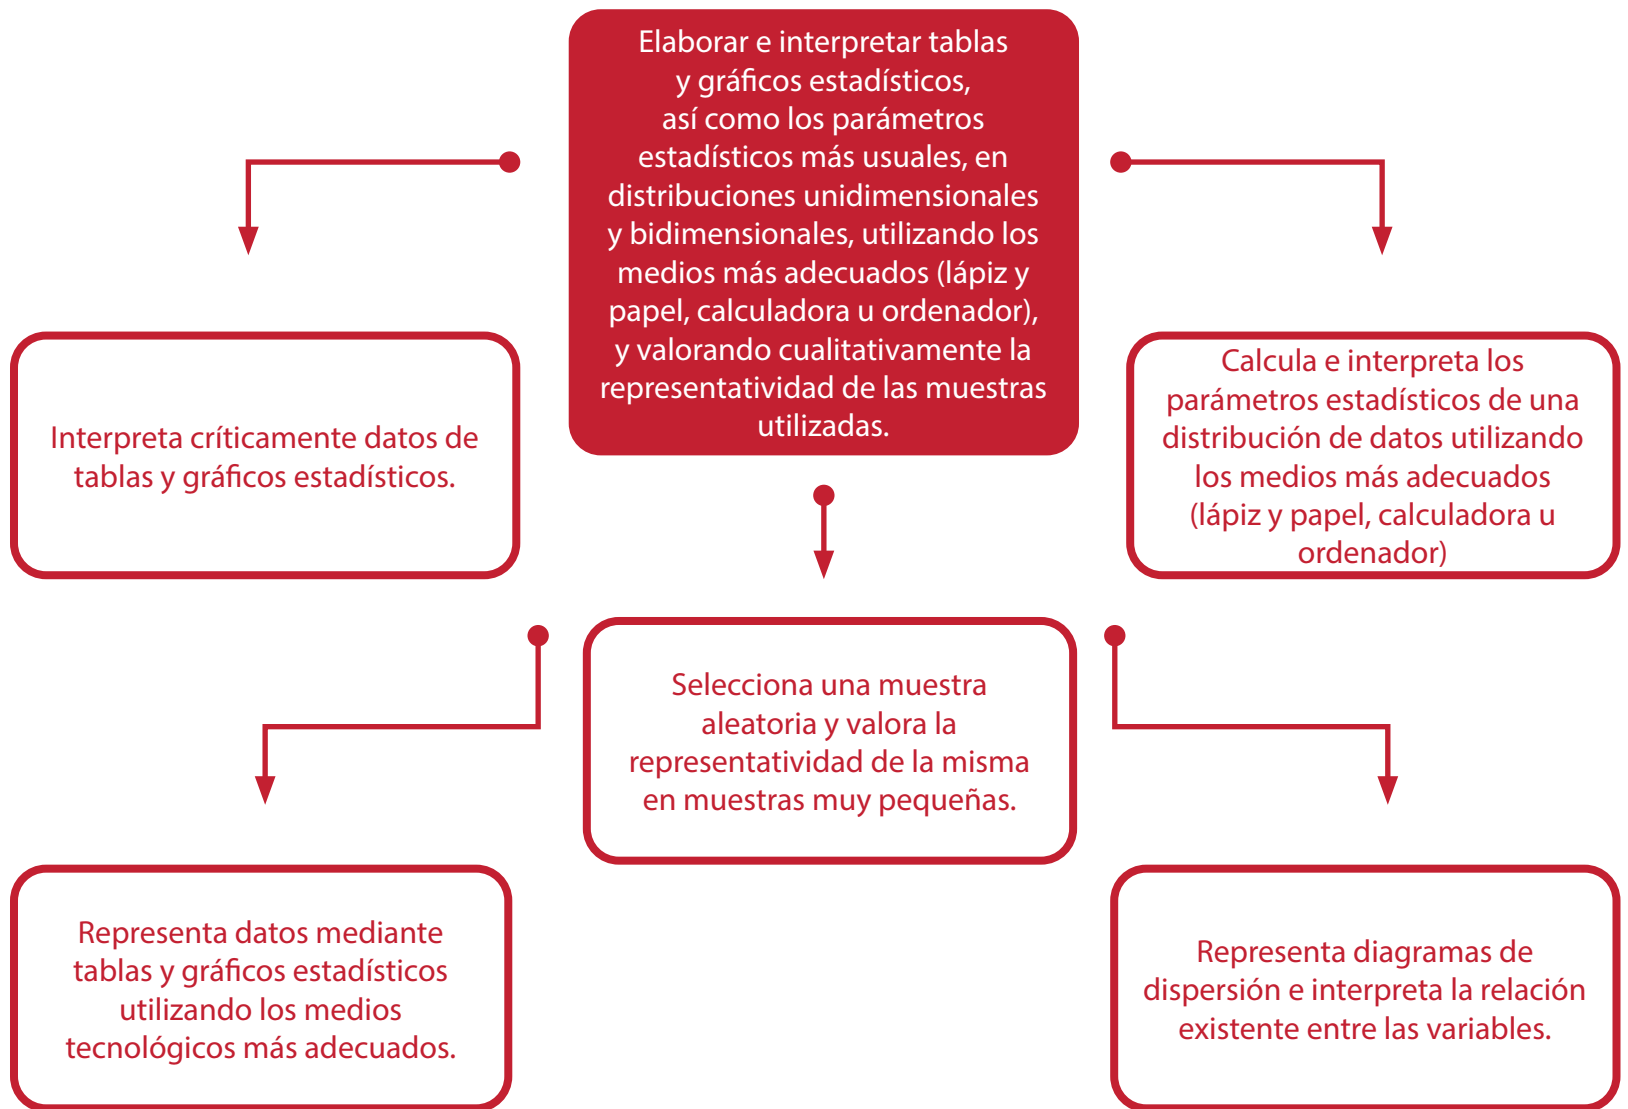 Elaborar e interpretar tablas
y gráficos estadísticos,
así como los parámetros
estadísticos más usuales, en
distribuciones unidimensionales
y bidimensionales, utilizando los
medios más adecuados (lápiz y
papel, calculadora u ordenador),
y valorando cualitativamente la
representatividad de las muestras
utilizadas.
Interpreta críticamente datos de
tablas y gráficos estadísticos.
Calcula e interpreta los
parámetros estadísticos de una
distribución de datos utilizando
los medios más adecuados
(lápiz y papel, calculadora u
ordenador)
Selecciona una muestra
aleatoria y valora la
representatividad de la misma
en muestras muy pequeñas.
Representa datos mediante
tablas y gráficos estadísticos
utilizando los medios
tecnológicos más adecuados.
Representa diagramas de
dispersión e interpreta la relación
existente entre las variables.